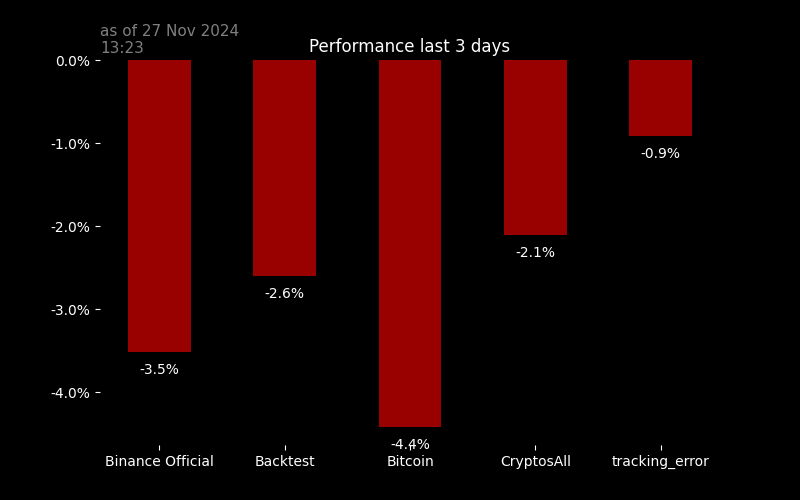 as of 27 Nov 2024
13:23
Performance last 3 days
0.0%
-1.0%
-2.0%
-3.0%
-4.0%
-3.5%
-2.6%
-4.4%
-2.1%
-0.9%
Binance Official
Backtest
Bitcoin
CryptosAll
tracking_error